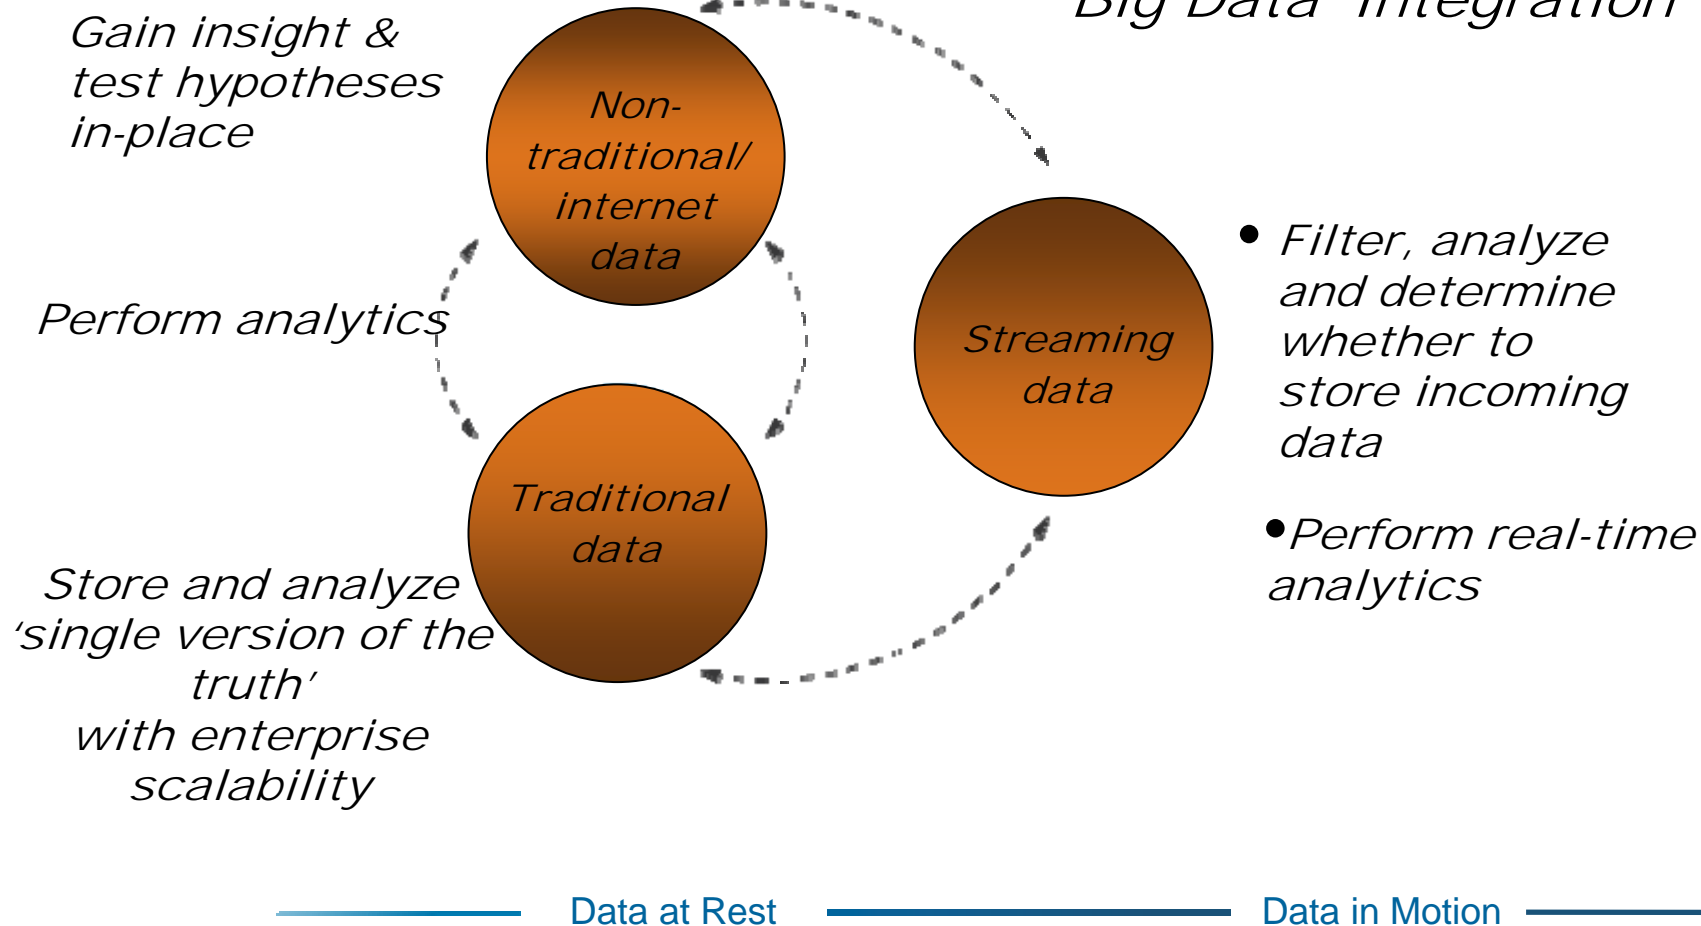 Big Data Integration
Gain insight &
test hypotheses
in-place
Non-
traditional/
internet
data
Perform analytics
Streaming
data
• Filter, analyze
and determine
whether to
store incoming
data
Traditional
data
•Perform real-time
analytics
Store and analyze
‘single version of the
truth’
with enterprise
scalability
Data at Rest
Data in Motion